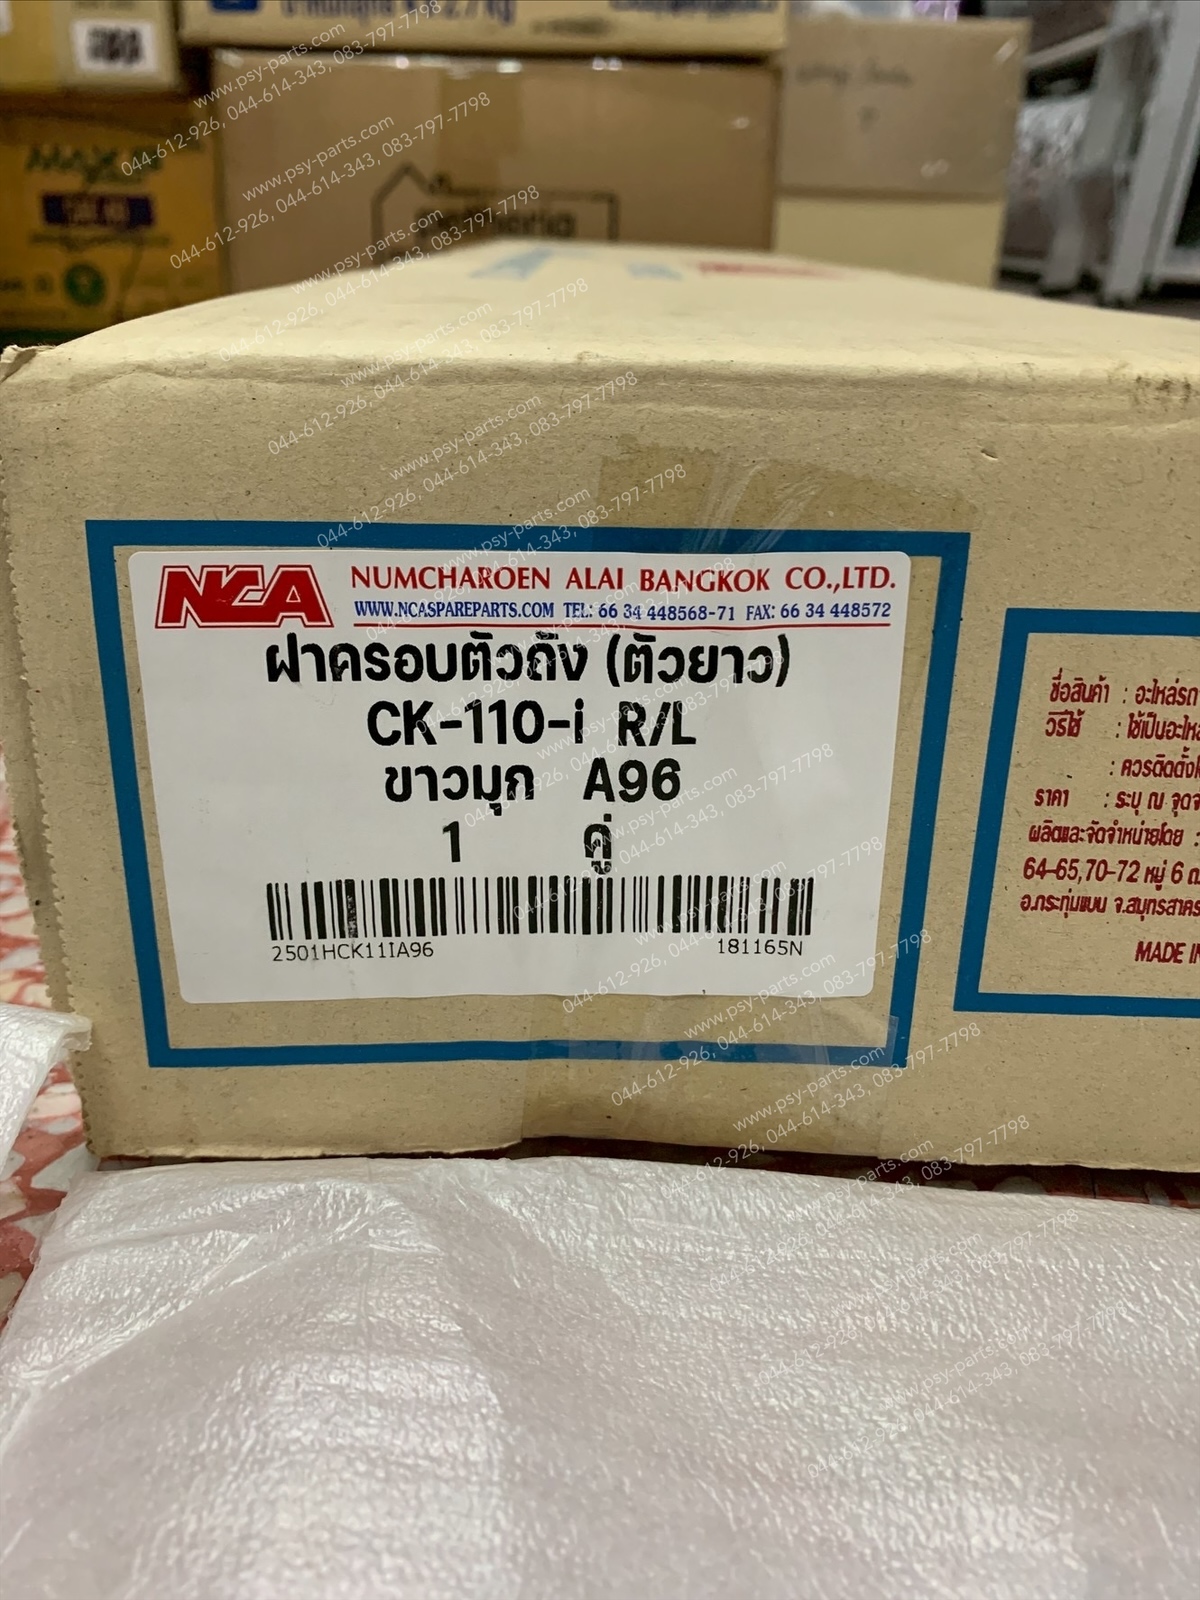 NCA NUMCHAROEN ALAI BANGKOK CO.,LTD.
WWW.NCASPAREPARTS.COM TEL: 66 34 448568-71 FAX: 66 34 448572
ฝาครอบตัวถัง (ตัวยาว)
CK-110-i R/L
ขาวมุก A96
1 คู่
2501HCK11IA96 181165N
ชื่อสินค้า : อะไหล่รถ
วิธีใช้ : ใช้เป็นอะไห
: ควรติดตั้ง
ราคา : ระบุ ณ จุด
ผลิตและจัดจำหน่ายโดย :
64-65,70-72 หมู่ 6 ถ.
อ.กระทุ่มแบน จ.สมุทรสาคร
MADE IN
www.psy-parts.com
044-612-926, 044-614-343, 083-797-7798